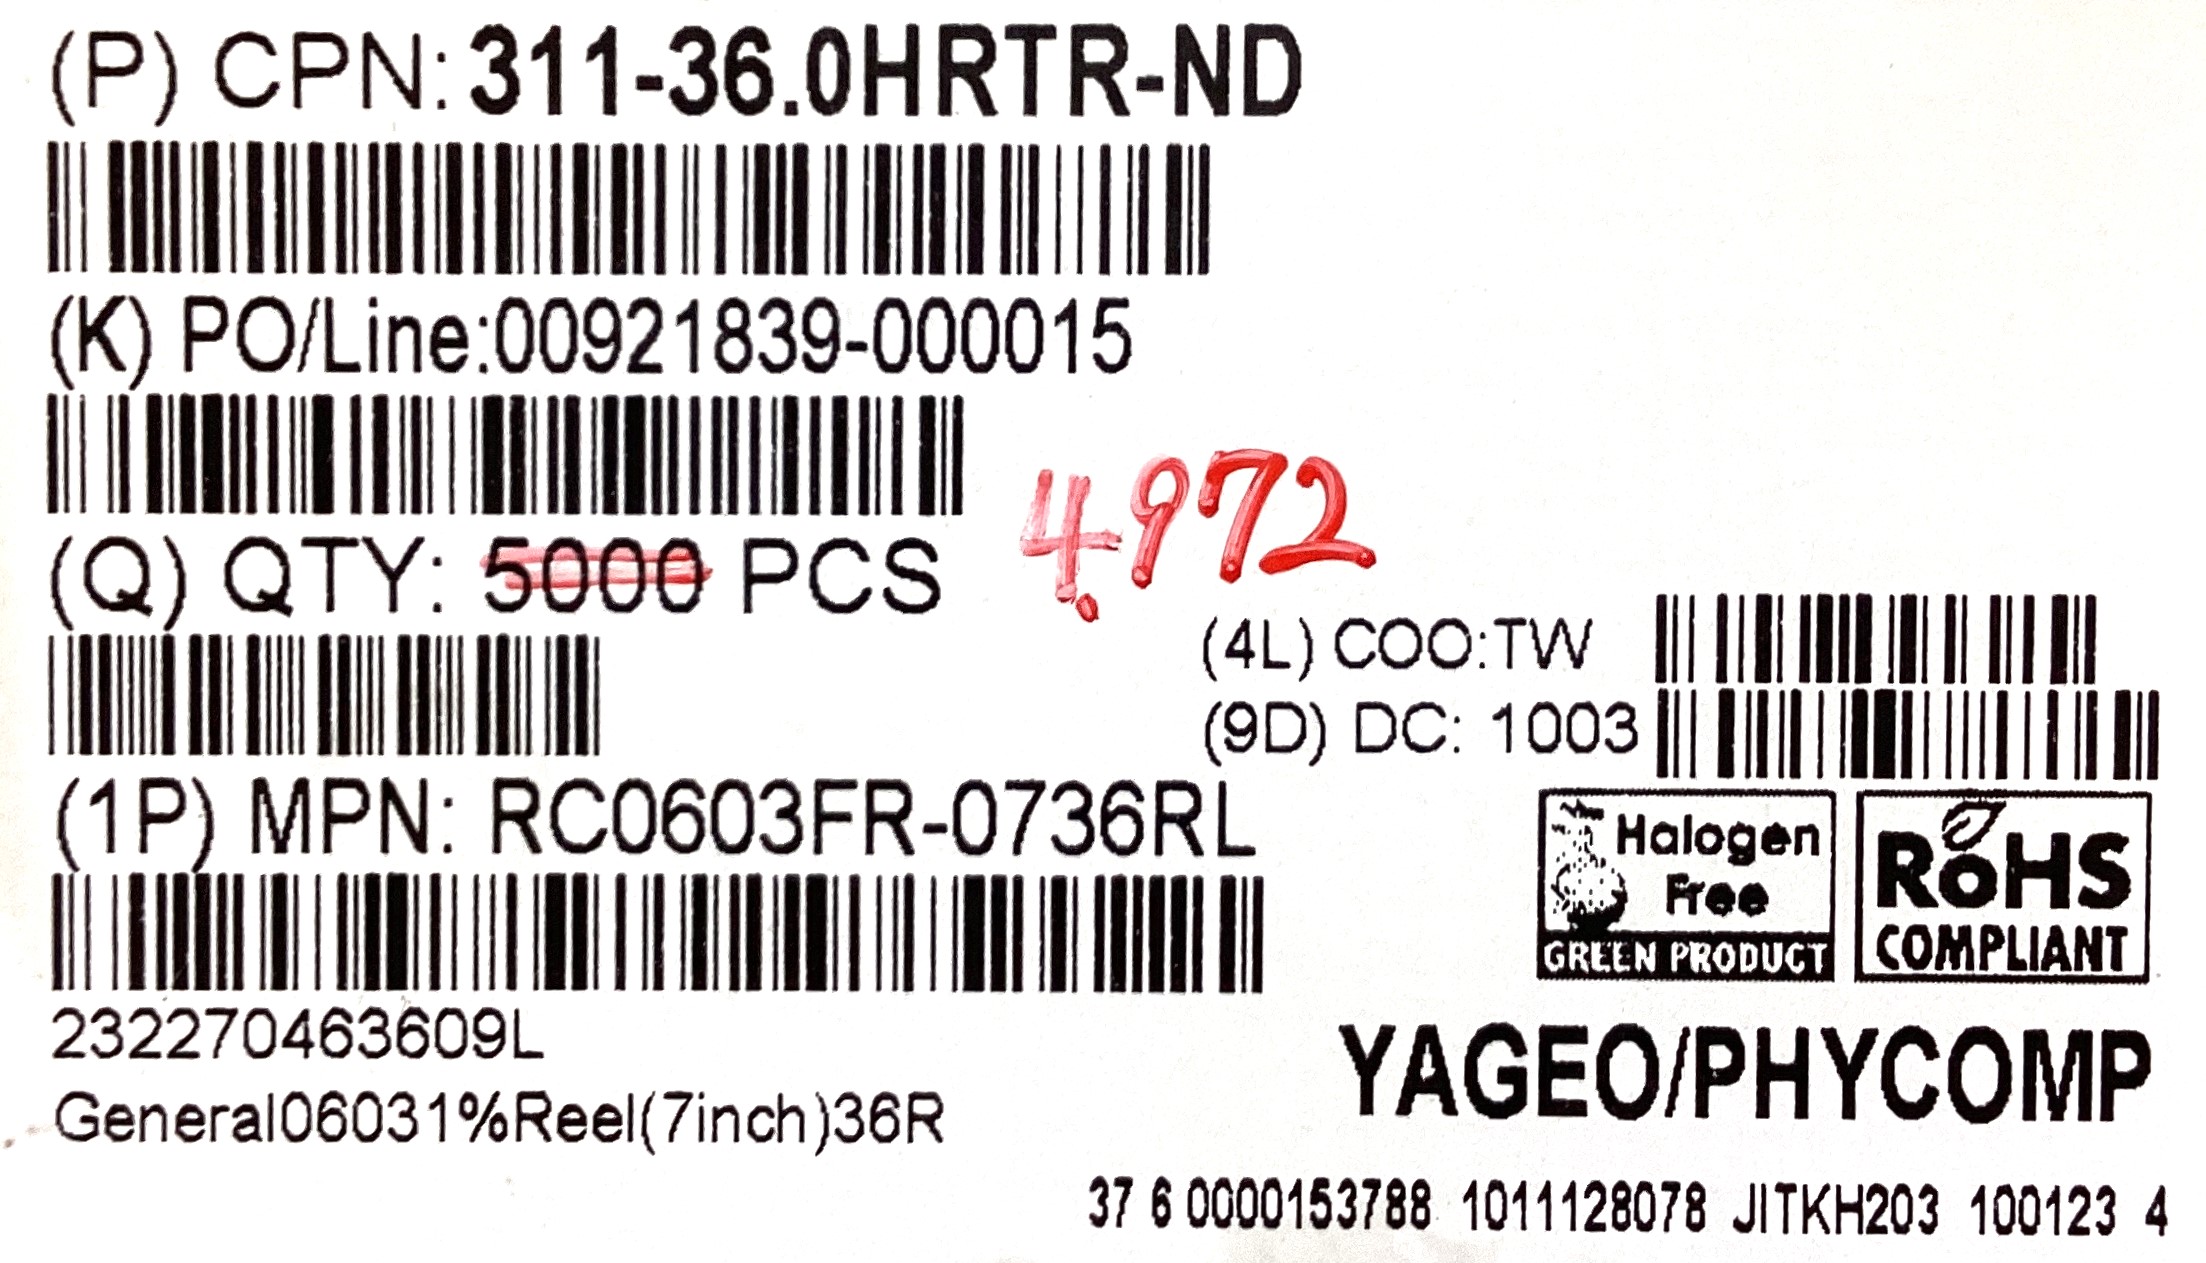 (P) CPN: 311-36.0HRTR-ND
(K) PO/Line:00921839-000015
4,972
(Q) QTY: 5000 PCS
(4L) COO:TW
(9D) DC: 1003
(1P) MPN: RC0603FR-0736RL
Halogen
Free
GREEN PRODUCT
RoHS
COMPLIANT
232270463609L
YAGEO/PHYCOMP
General06031%Reel(7inch)36R
37 6 0000153788 1011128078 JITKH203 100123 4